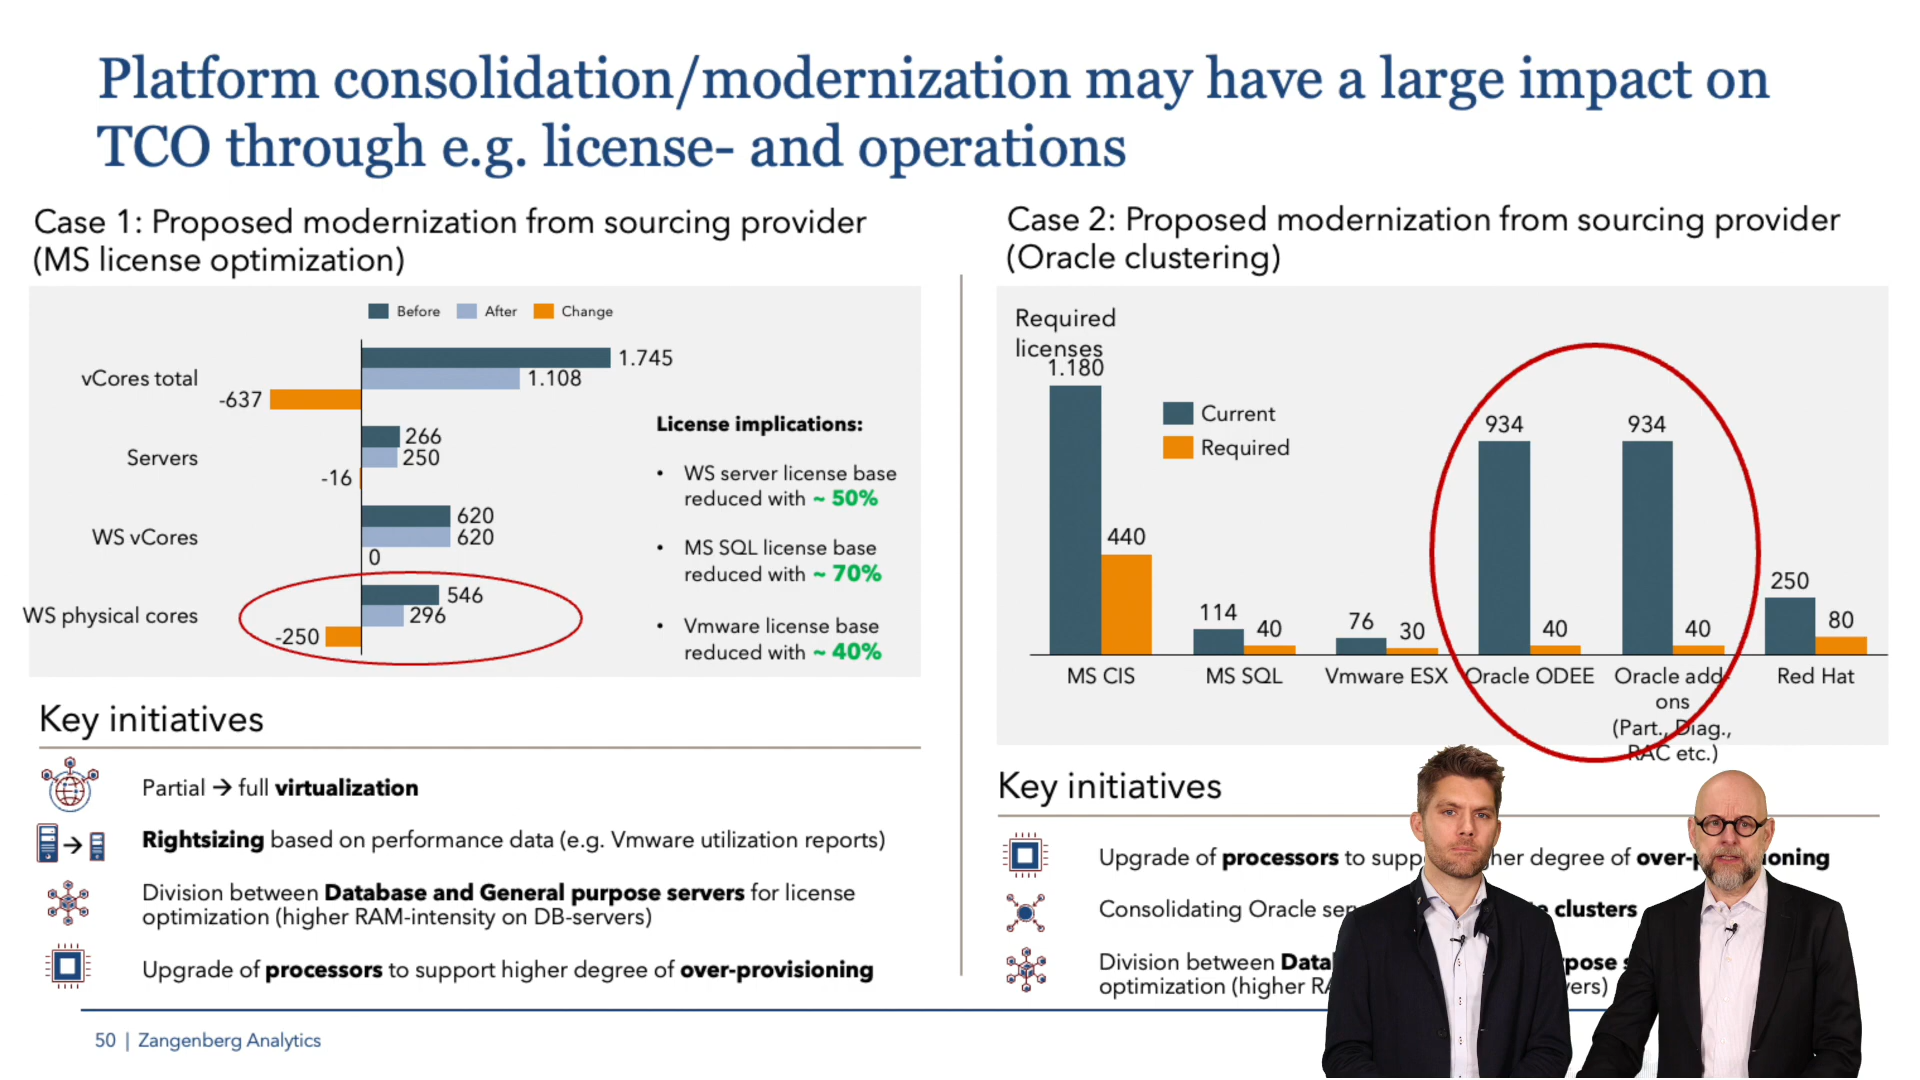 Platform consolidation/modernization may have a large impact on
TCO through e.g. license- and operations
Case 1: Proposed modernization from sourcing provider
(MS license optimization)
Before After Change
vCores total
1.745
1.108
-637
Servers
266
250
-16
WS vCores
620
620
0
WS physical cores
546
296
-250
License implications:
• WS server license base
reduced with ~ 50%
• MS SQL license base
reduced with ~ 70%
• Vmware license base
reduced with ~ 40%
Key initiatives
Partial → full virtualization
Rightsizing based on performance data (e.g. Vmware utilization reports)
Division between Database and General purpose servers for license
optimization (higher RAM-intensity on DB-servers)
Upgrade of processors to support higher degree of over-provisioning
Case 2: Proposed modernization from sourcing provider
(Oracle clustering)
Required
licenses
Current
Required
1.180
440
114
40
76
30
934
40
934
40
250
80
MS CIS
MS SQL
Vmware ESX
Oracle ODEE
Oracle add-
ons
(Part., Diag.,
RAC etc.)
Red Hat
Key initiatives
Upgrade of processors to degree of
Consolidating Oracle clusters
Division between
optimization (higher
50 | Zangenberg Analytics